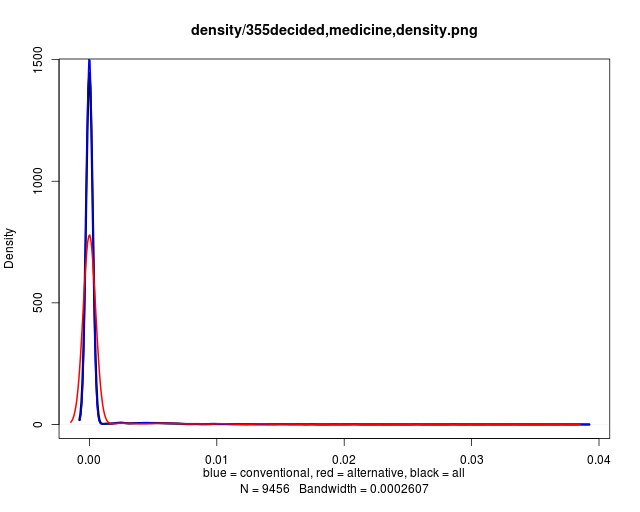 density/355decided,medicine,density.png
Density
1500
1000
500
0
0.00 0.01 0.02 0.03 0.04
blue = conventional, red = alternative, black = all
N = 9456 Bandwidth = 0.0002607